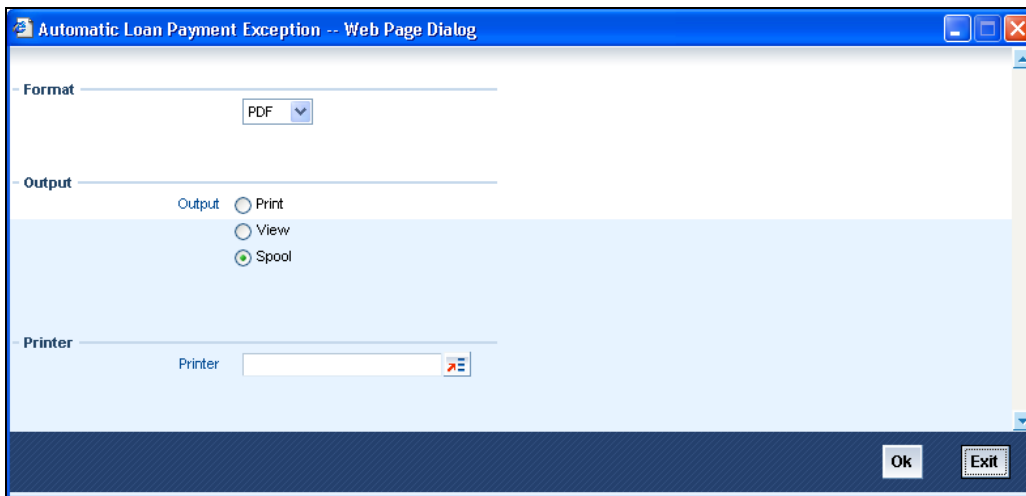 Automatic Loan Payment Exception -- Web Page Dialog
Format
PDF
Output
Output Print
View
Spool
Printer
Printer
Ok Exit